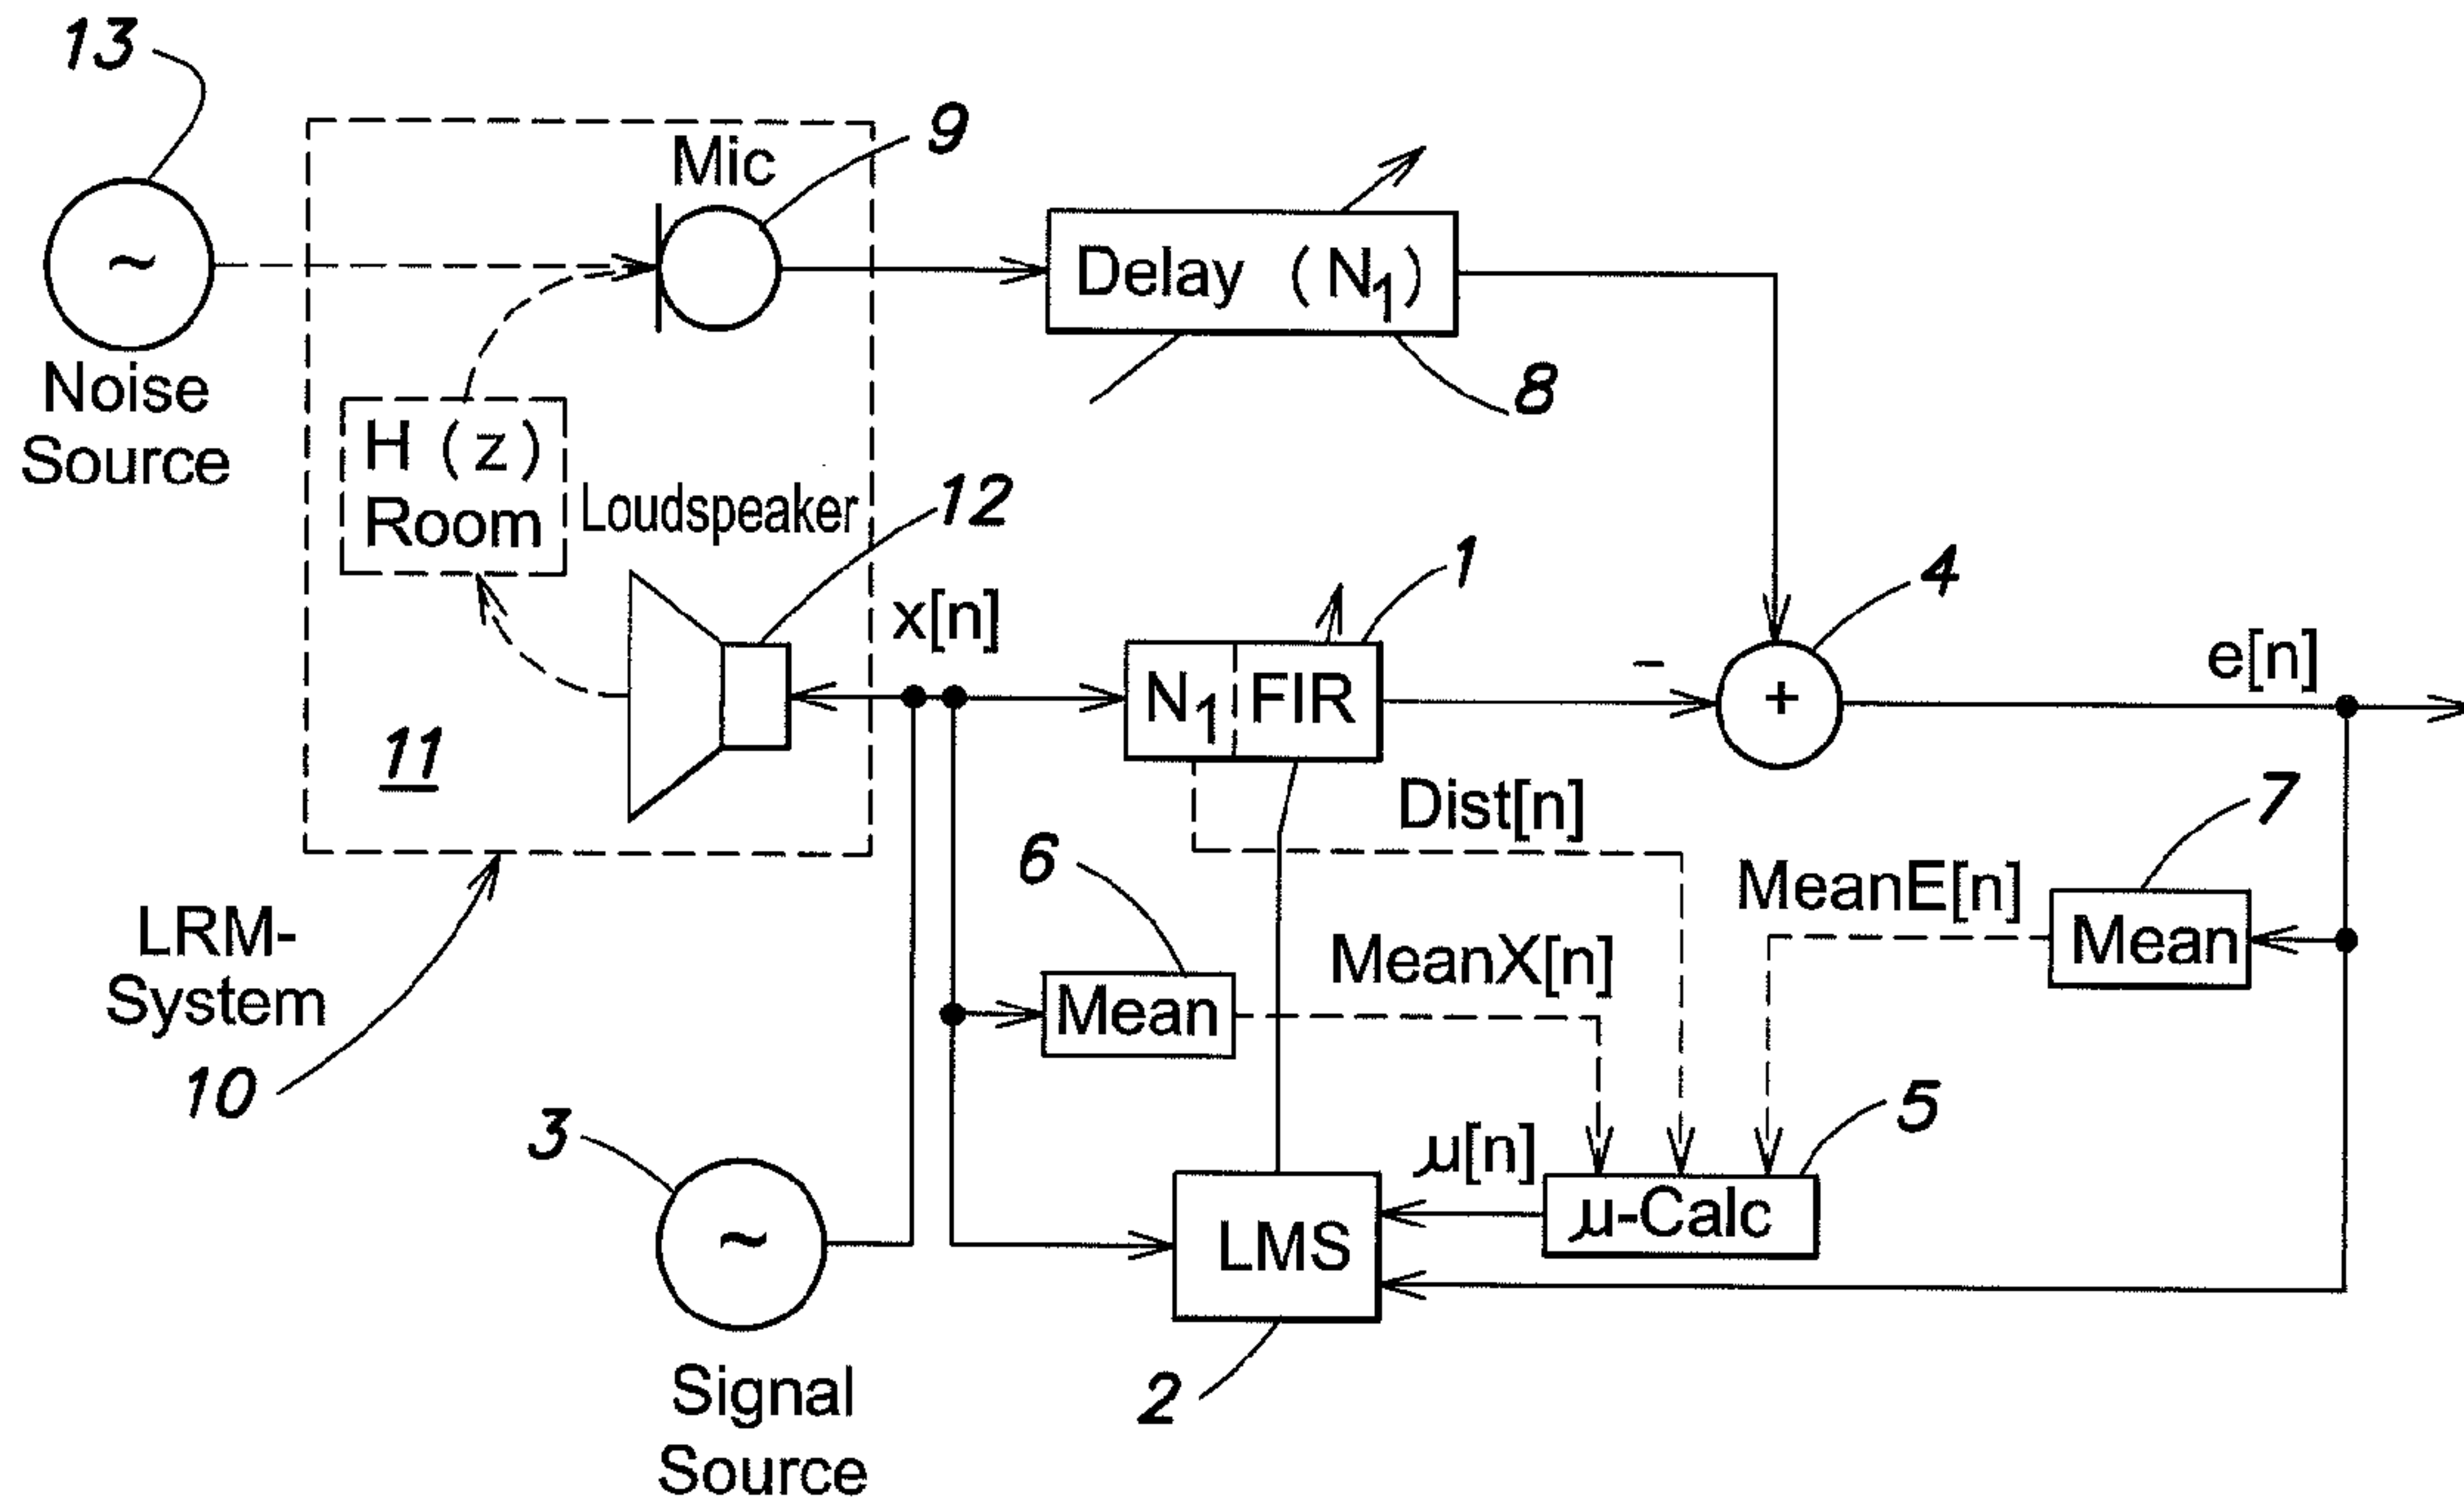 13
Mic
9
~
Delay (N1)
Noise
Source
8
H (z)
Room
Loudspeaker
12
1
4
x[n]
N1 FIR
−
+
e[n]
11
Dist[n]
7
6
MeanE[n]
Mean
LRM-
System
MeanX[n]
Mean
10
3
5
μ[n]
~
LMS
μ-Calc
2
Signal
Source